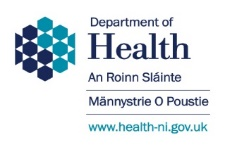 Department of
Health
An Roinn Sláinte
Männystrie O Poustie
www.health-ni.gov.uk